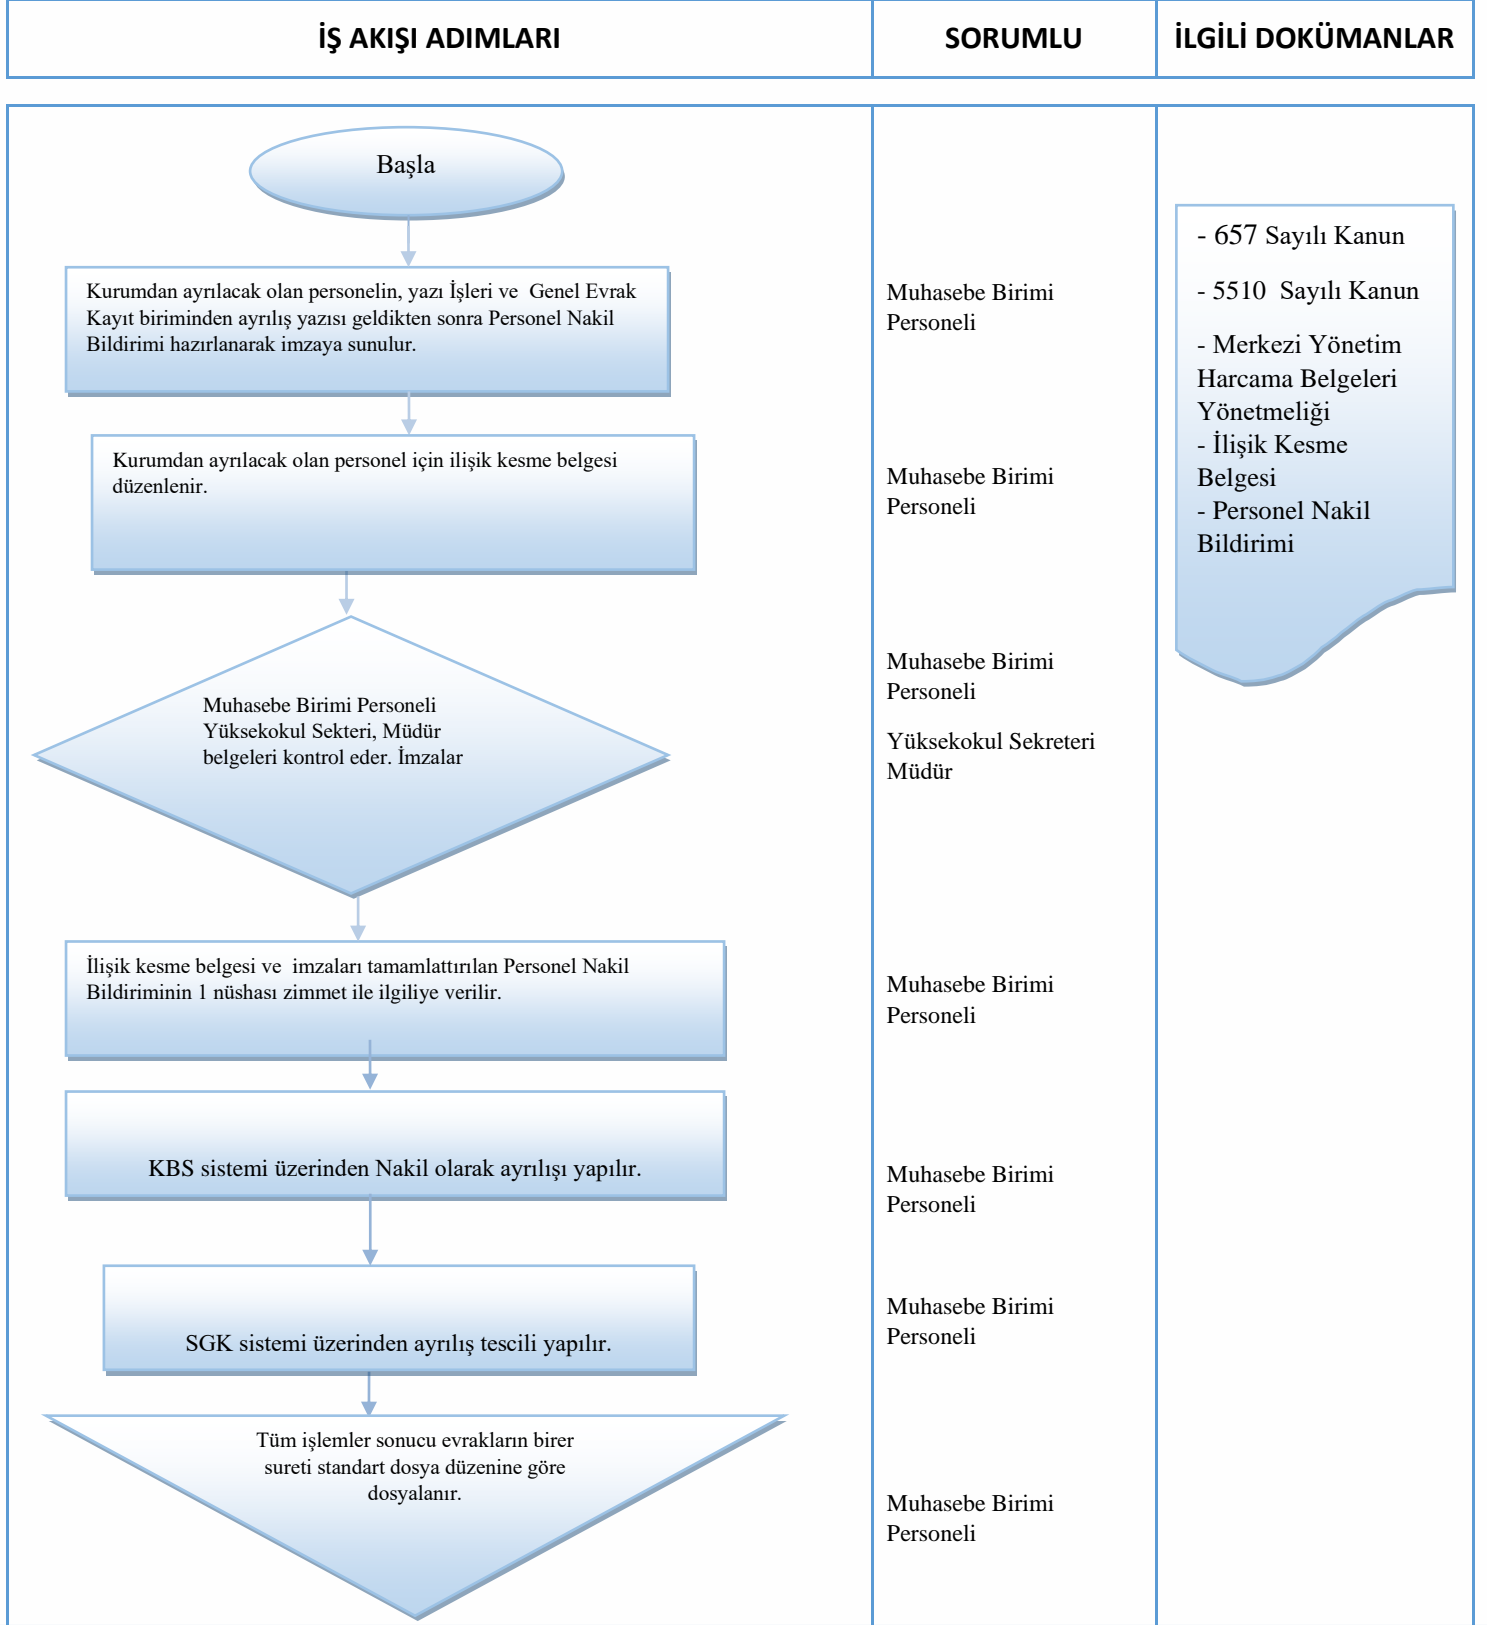 İŞ AKIŞI ADIMLARI
SORUMLU
İLGİLİ DOKÜMANLAR
Başla
Kurumdan ayrılacak olan personelin, yazı İşleri ve Genel Evrak
Kayıt biriminden ayrılış yazısı geldikten sonra Personel Nakil
Bildirimi hazırlanarak imzaya sunulur.
Muhasebe Birimi
Personeli
- 657 Sayılı Kanun
- 5510 Sayılı Kanun
- Merkezi Yönetim
Harcama Belgeleri
Yönetmeliği
- İlişik Kesme
Belgesi
- Personel Nakil
Bildirimi
Kurumdan ayrılacak olan personel için ilişik kesme belgesi
düzenlenir.
Muhasebe Birimi
Personeli
Muhasebe Birimi Personeli
Yüksekokul Sekteri, Müdür
belgeleri kontrol eder. İmzalar
Muhasebe Birimi
Personeli
Yüksekokul Sekreteri
Müdür
İlişik kesme belgesi ve imzaları tamamlattırılan Personel Nakil
Bildiriminin 1 nüshası zimmet ile ilgiliye verilir.
Muhasebe Birimi
Personeli
KBS sistemi üzerinden Nakil olarak ayrılışı yapılır.
Muhasebe Birimi
Personeli
SGK sistemi üzerinden ayrılış tescili yapılır.
Muhasebe Birimi
Personeli
Tüm işlemler sonucu evrakların birer
sureti standart dosya düzenine göre
dosyalanır.
Muhasebe Birimi
Personeli